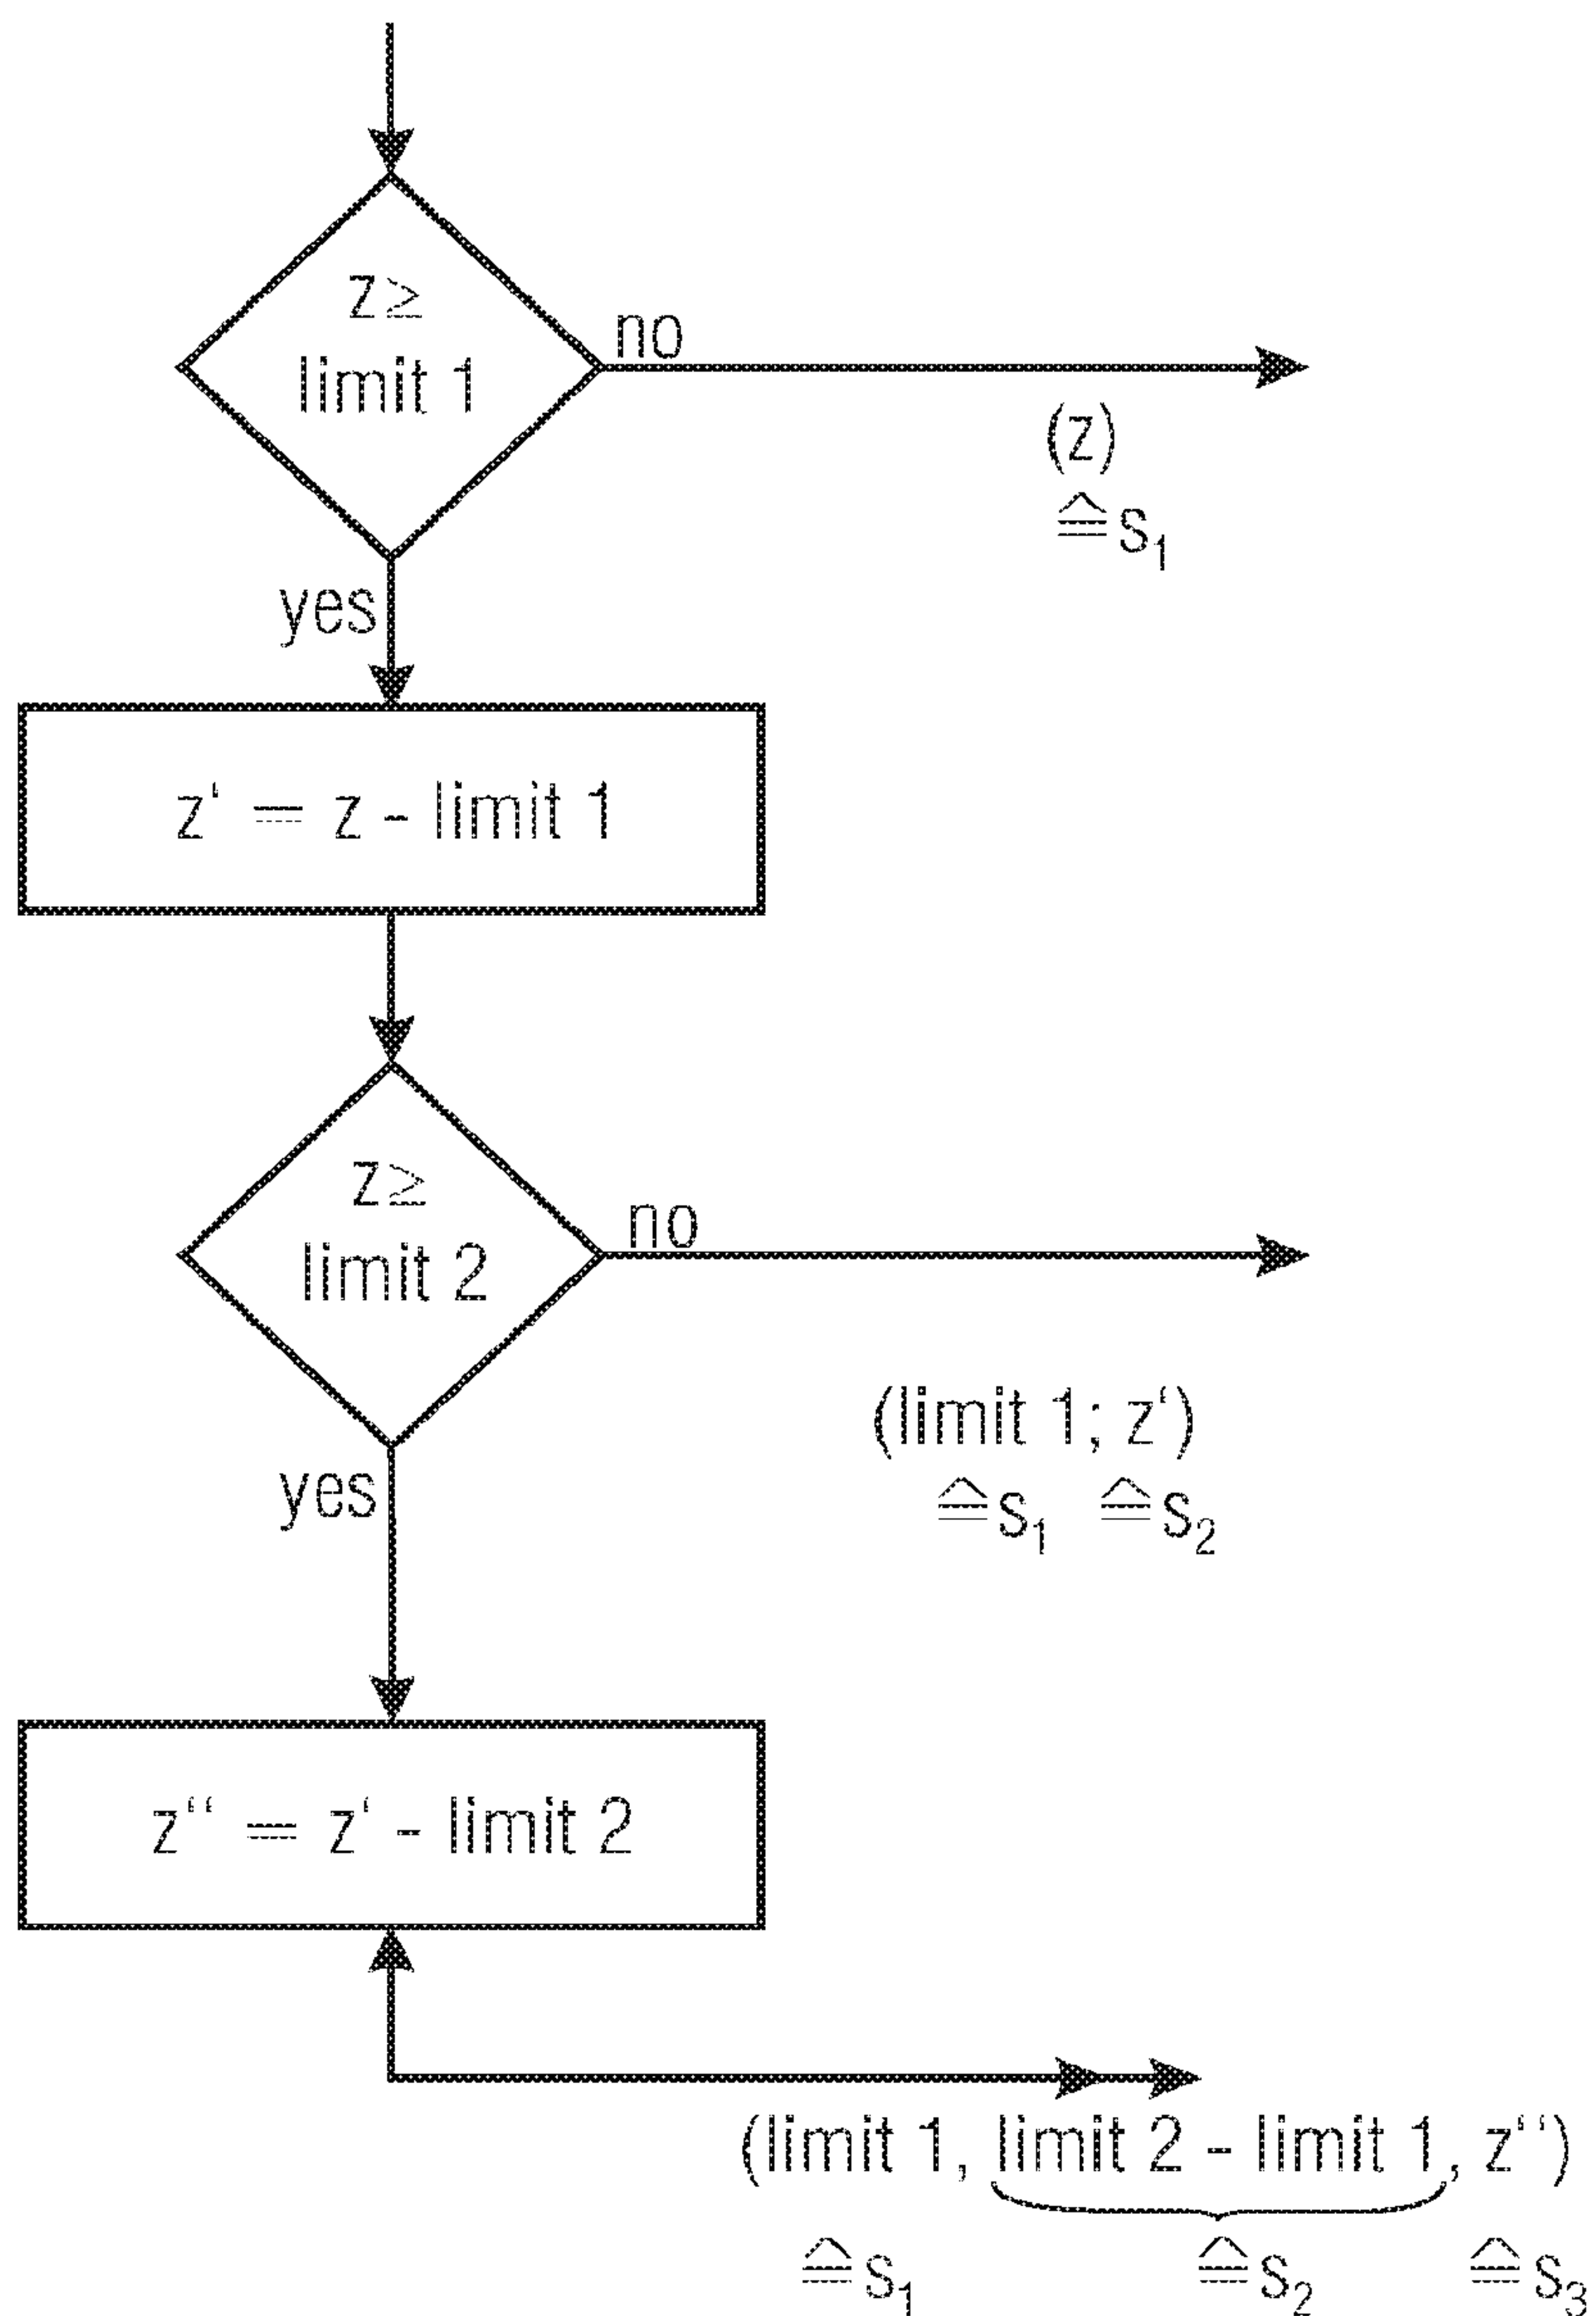 z≥
limit 1
no
(z)
≙s₁
yes
z‘ = z - limit 1
z≥
limit 2
no
(limit 1; z‘)
≙s₁ ≙s₂
yes
z‘‘ = z‘ - limit 2
(limit 1, limit 2 - limit 1, z‘‘)
≙s₁ ≙s₂ ≙s₃